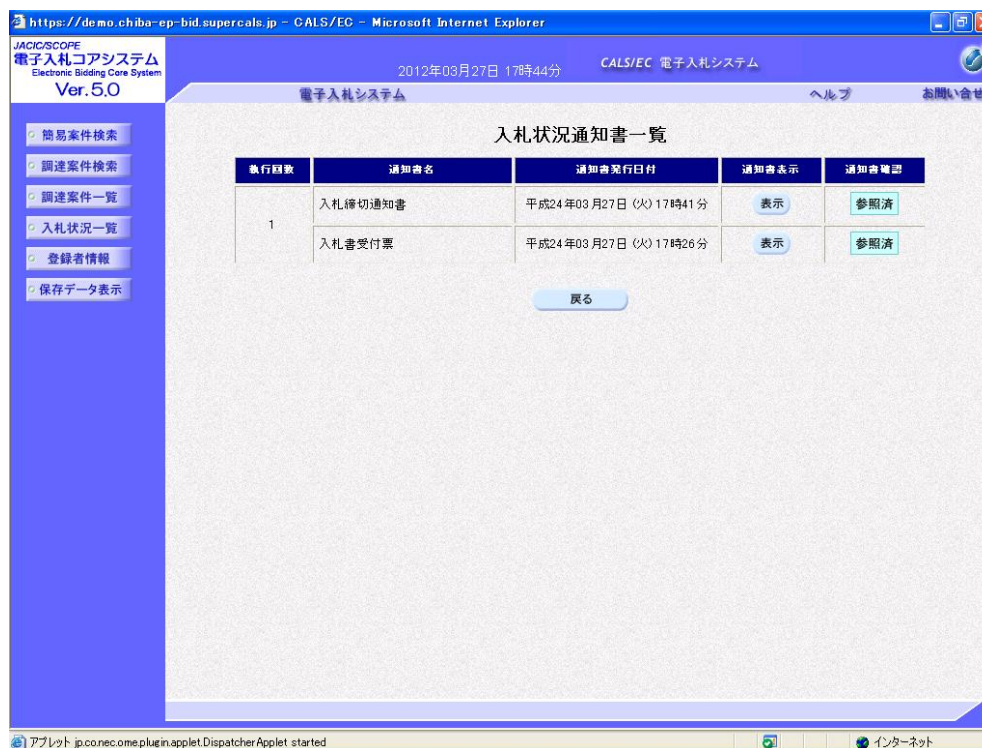 https://demo.chiba-ep-bid.supercals.jp - CALS/EC - Microsoft Internet Explorer
JACIC/SCOPE
電子入札コアシステム
Electronic Bidding Core System
Ver.5.0
2012年03月27日 17時44分
CALS/EC 電子入札システム
電子入札システム
ヘルプ
お問い合せ
簡易案件検索
調達案件検索
調達案件一覧
入札状況一覧
登録者情報
保存データ表示
入札状況通知書一覧
執行回数 通知書名 通知書発行日付 通知書表示 通知書確認
1
入札締切通知書 平成24年03月27日 (火) 17時41分 表示 参照済
入札書受付票 平成24年03月27日 (火) 17時26分 表示 参照済
戻る
アプレット jp.co.nec.ome.plugin.applet.DispatcherApplet started
インターネット